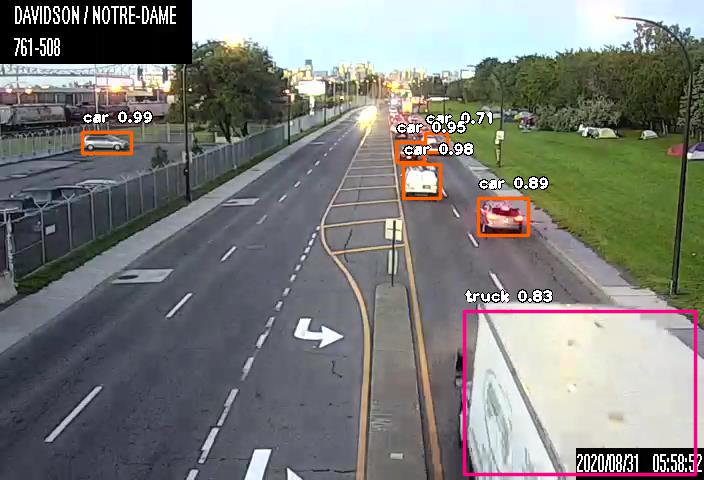 DAVIDSON / NOTRE-DAME
761-508
car 0.99
car 0.71
car 0.95
car 0.98
car 0.89
truck 0.83
2020/08/31 05:58:52